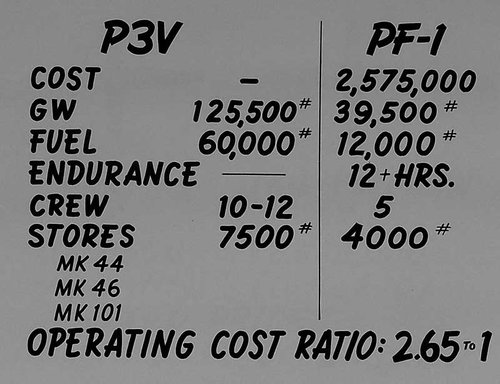 P3V PF-1
COST - 2,575,000
GW 125,500# 39,500#
FUEL 60,000# 12,000#
ENDURANCE — 12+HRS.
CREW 10-12 5
STORES 7500# 4000#
MK 44
MK 46
MK 101
OPERATING COST RATIO: 2.65 TO 1